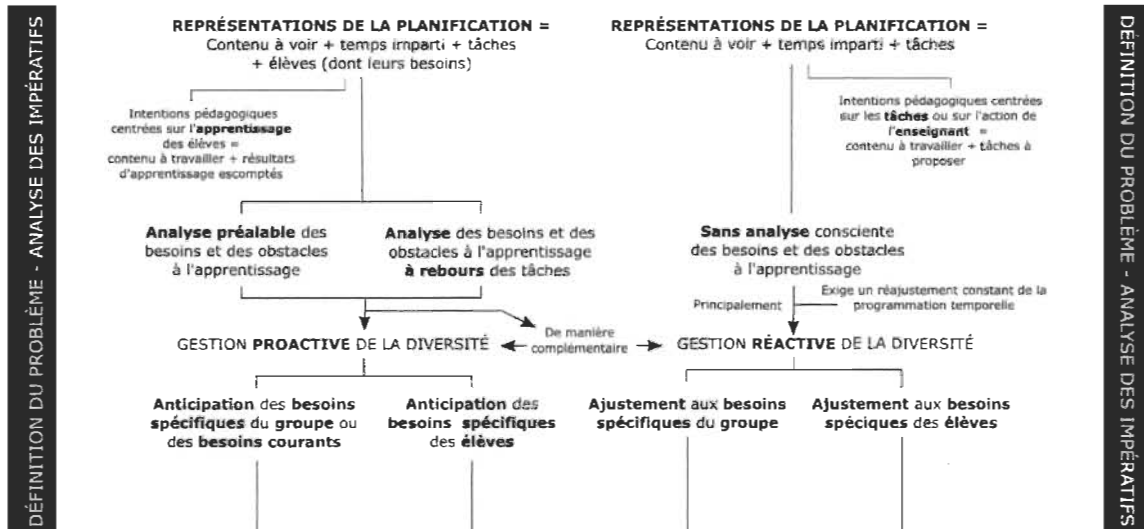 DÉFINITION DU PROBLÈME - ANALYSE DES IMPÉRATIFS
REPRÉSENTATIONS DE LA PLANIFICATION =
Contenu à voir + temps imparti + tâches
+ élèves (dont leurs besoins)
Intentions pédagogiques
centrées sur l'apprentissage
des élèves =
contenu à travailler + résultats
d'apprentissage escomptés
Analyse préalable des
besoins et des obstacles
à l'apprentissage
Analyse des besoins et des
obstacles à l'apprentissage
à rebours des tâches
GESTION PROACTIVE DE LA DIVERSITÉ
De manière
complémentaire
Anticipation des besoins
spécifiques du groupe ou
des besoins courants
Anticipation des
besoins spécifiques
des élèves
REPRÉSENTATIONS DE LA PLANIFICATION =
Contenu à voir + temps imparti + tâches
Intentions pédagogiques centrées
sur les tâches ou sur l'action de
l'enseignant =
contenu à travailler + tâches à
proposer
Sans analyse consciente
des besoins et des obstacles
à l'apprentissage
Principalement
Exige un réajustement constant de la
programmation temporelle
GESTION RÉACTIVE DE LA DIVERSITÉ
Ajustement aux besoins
spécifiques du groupe
Ajustement aux besoins
spéciques des élèves
DÉFINITION DU PROBLÈME - ANALYSE DES IMPÉRATIFS